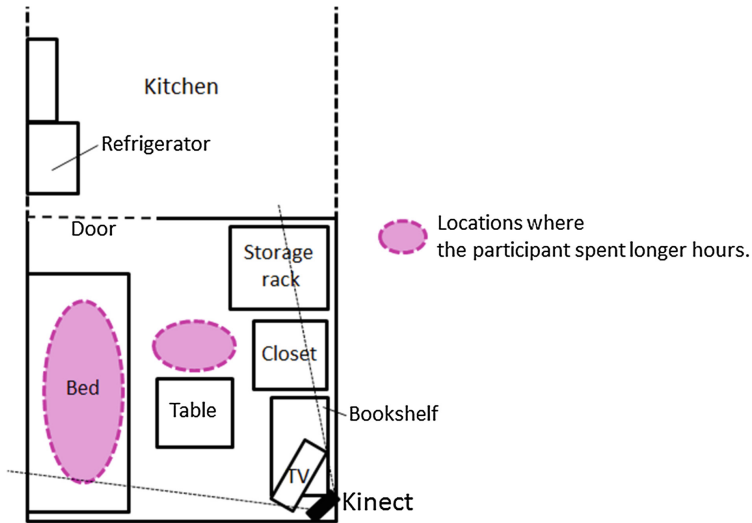 Kitchen
Refrigerator
Door
Storage
rack
Locations where
the participant spent longer hours.
Closet
Bed
Table
Bookshelf
TV
Kinect